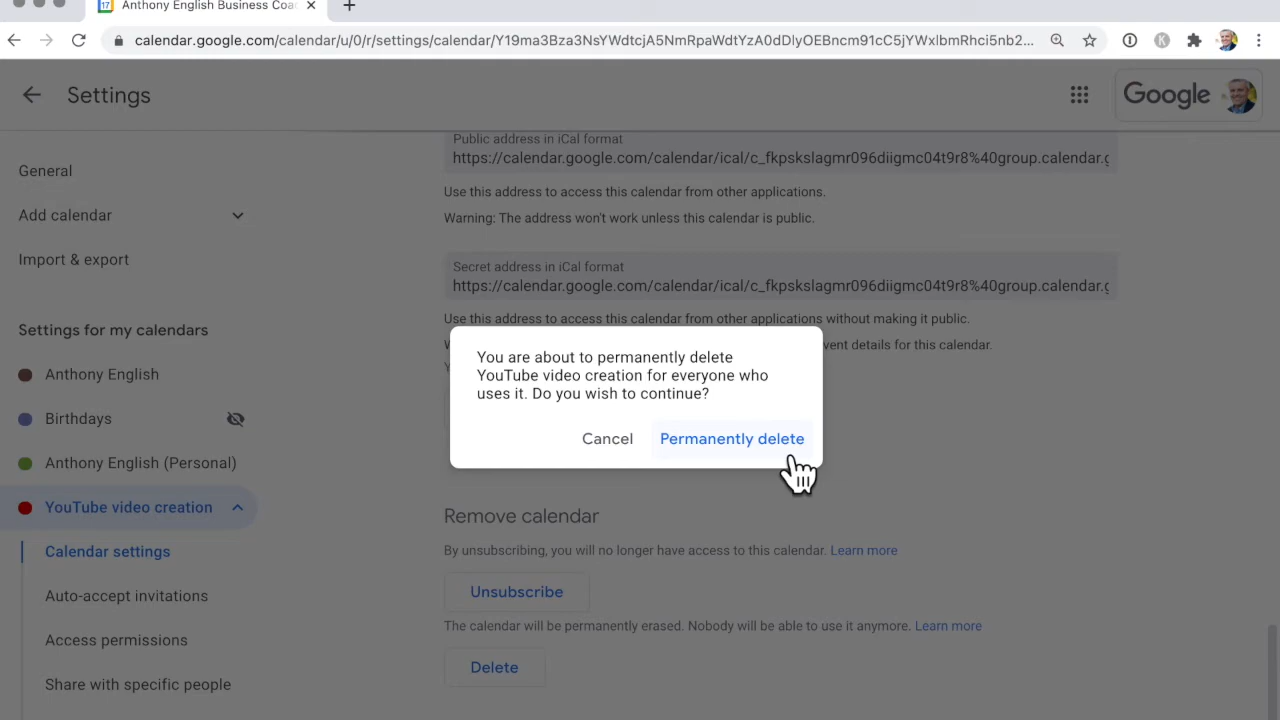 Anthony English Business Coac
calendar.google.com/calendar/u/0/r/settings/calendar/Y19ma3Bza3NsYWdtcjA5NmRpaWdtYzA0dDlyOEBncm91cC5jYWxlbmRhci5nb2...
Settings
Google
General
Add calendar
Import & export
Settings for my calendars
Anthony English
Birthdays
Anthony English (Personal)
YouTube video creation
Calendar settings
Auto-accept invitations
Access permissions
Share with specific people
Public address in iCal format
https://calendar.google.com/calendar/ical/c_fkpskslagmr096diigmc04t9r8%40group.calendar.g
Use this address to access this calendar from other applications.
Warning: The address won't work unless this calendar is public.
Secret address in iCal format
https://calendar.google.com/calendar/ical/c_fkpskslagmr096diigmc04t9r8%40group.calendar.g
Use this address to access this calendar from other applications without making it public.
vent details for this calendar.
You are about to permanently delete
YouTube video creation for everyone who
uses it. Do you wish to continue?
Cancel
Permanently delete
Remove calendar
By unsubscribing, you will no longer have access to this calendar. Learn more
Unsubscribe
The calendar will be permanently erased. Nobody will be able to use it anymore. Learn more
Delete